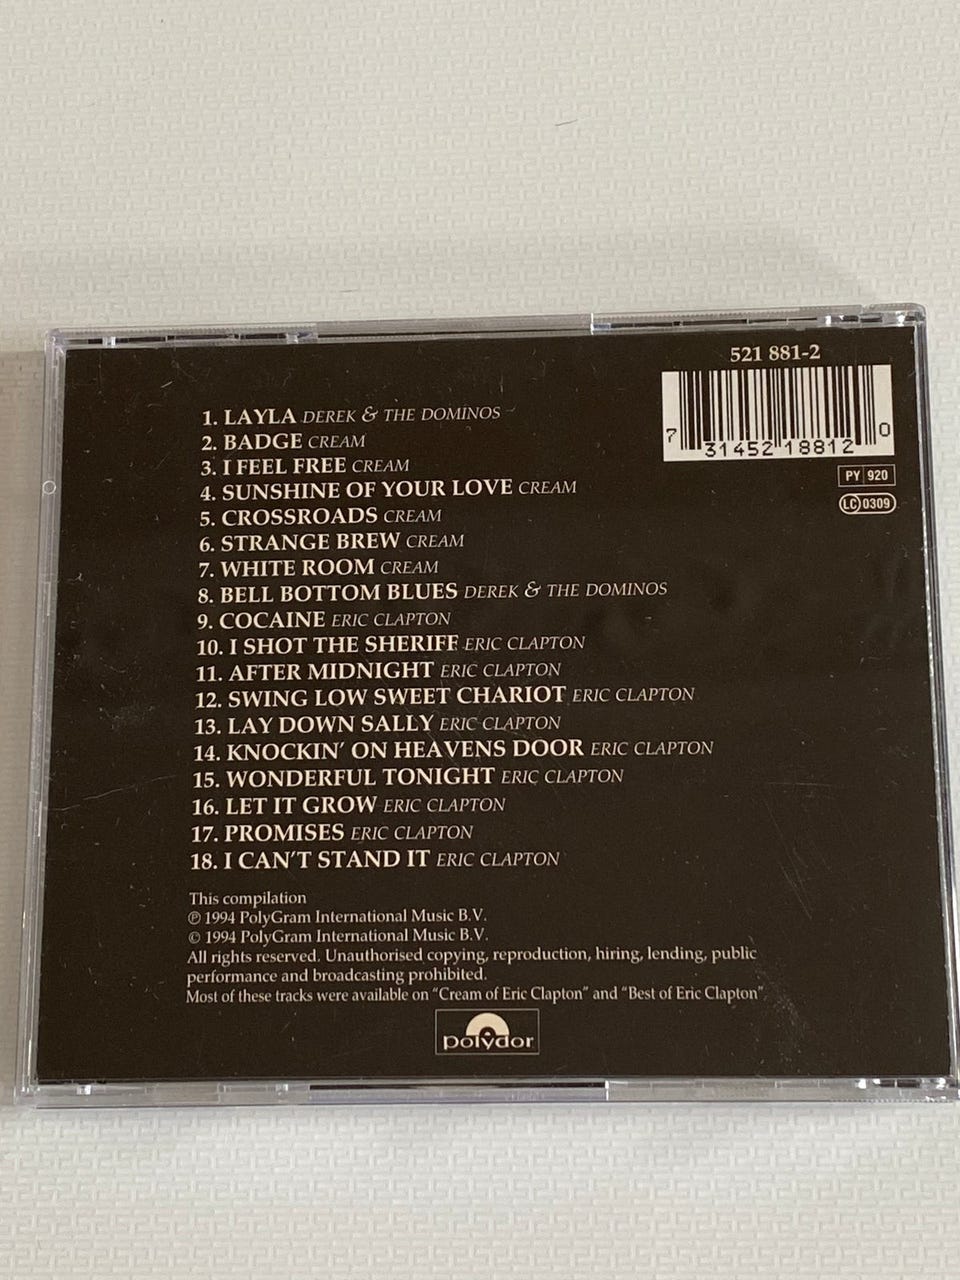 521 881-2
7 31452 18812 0
PY 920
LC 0309
1. LAYLA DEREK & THE DOMINOS
2. BADGE CREAM
3. I FEEL FREE CREAM
4. SUNSHINE OF YOUR LOVE CREAM
5. CROSSROADS CREAM
6. STRANGE BREW CREAM
7. WHITE ROOM CREAM
8. BELL BOTTOM BLUES DEREK & THE DOMINOS
9. COCAINE ERIC CLAPTON
10. I SHOT THE SHERIFF ERIC CLAPTON
11. AFTER MIDNIGHT ERIC CLAPTON
12. SWING LOW SWEET CHARIOT ERIC CLAPTON
13. LAY DOWN SALLY ERIC CLAPTON
14. KNOCKIN' ON HEAVENS DOOR ERIC CLAPTON
15. WONDERFUL TONIGHT ERIC CLAPTON
16. LET IT GROW ERIC CLAPTON
17. PROMISES ERIC CLAPTON
18. I CAN'T STAND IT ERIC CLAPTON
This compilation
℗ 1994 PolyGram International Music B.V.
© 1994 PolyGram International Music B.V.
All rights reserved. Unauthorised copying, reproduction, hiring, lending, public
performance and broadcasting prohibited.
Most of these tracks were available on "Cream of Eric Clapton" and "Best of Eric Clapton"
polydor